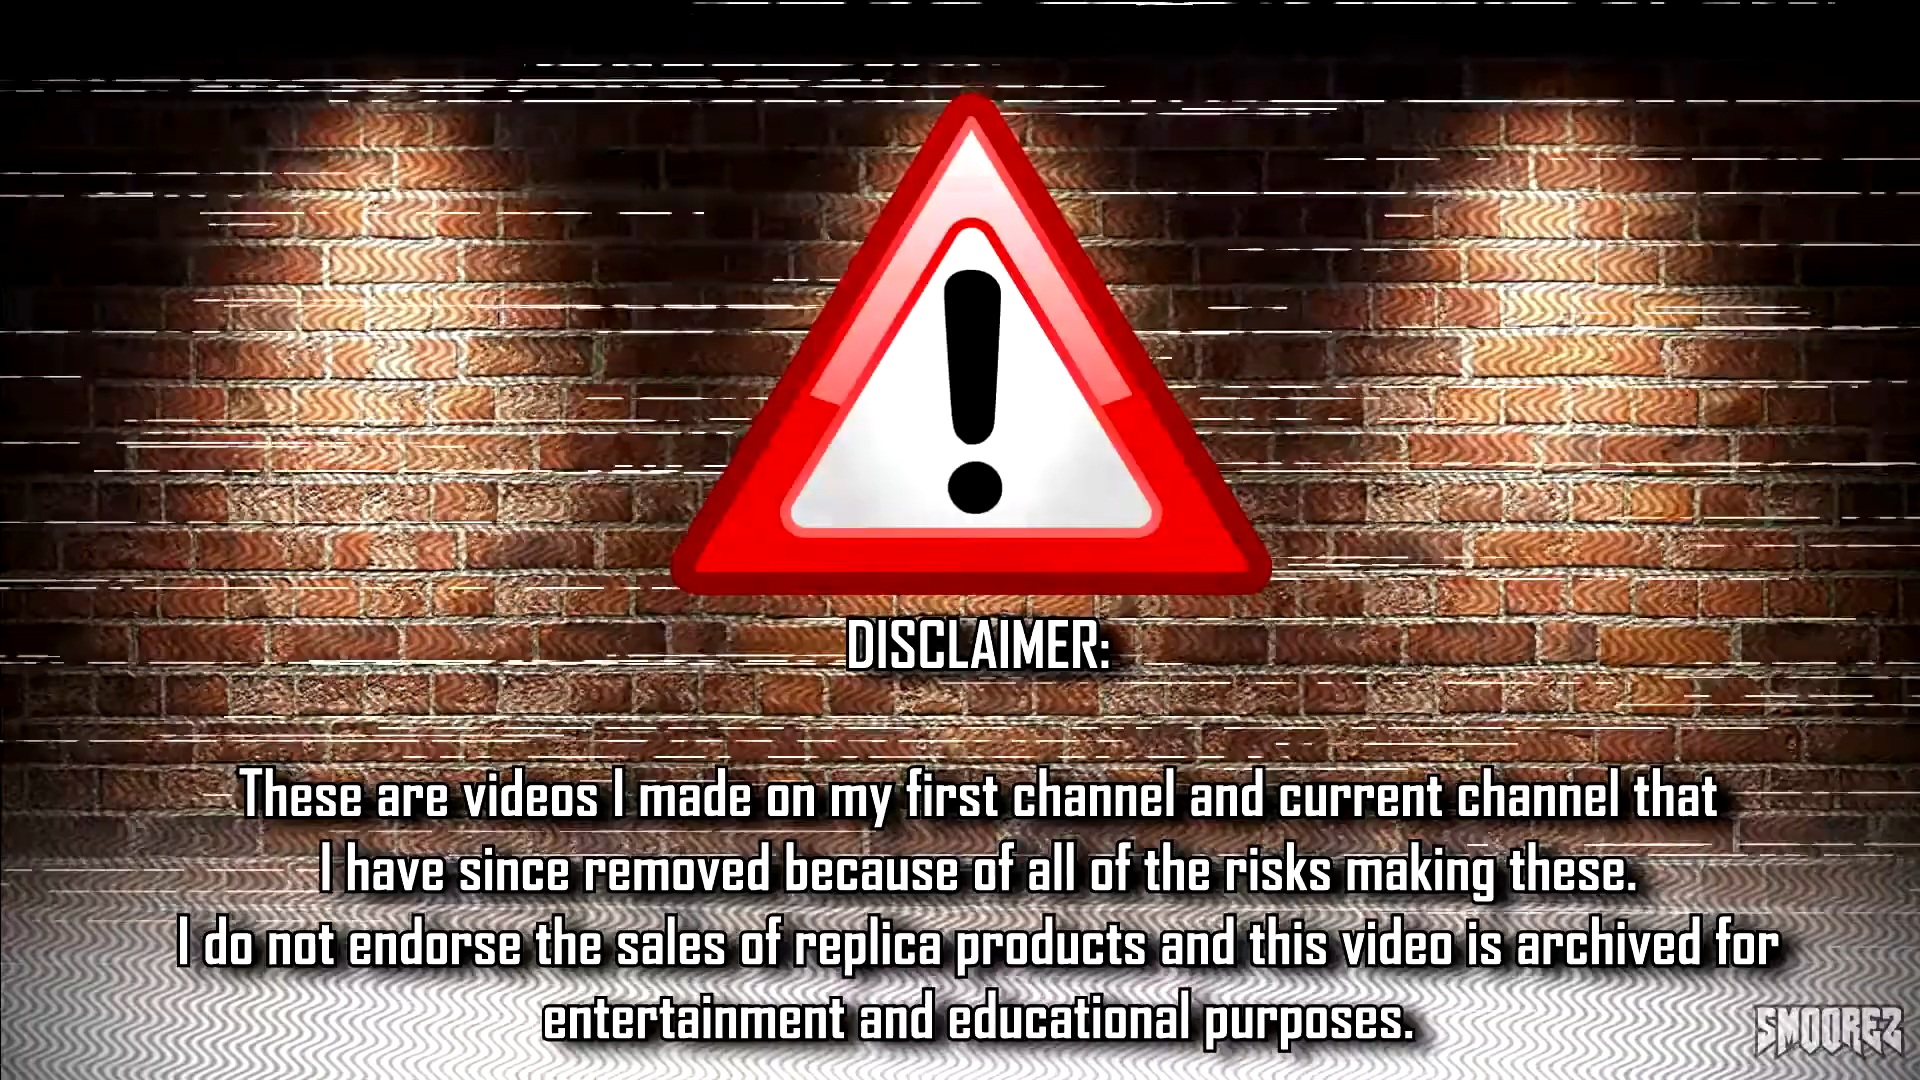 DISCLAIMER:
These are videos I made on my first channel and current channel that
I have since removed because of all of the risks making these.
I do not endorse the sales of replica products and this video is archived for
entertainment and educational purposes.
SMOOREZ